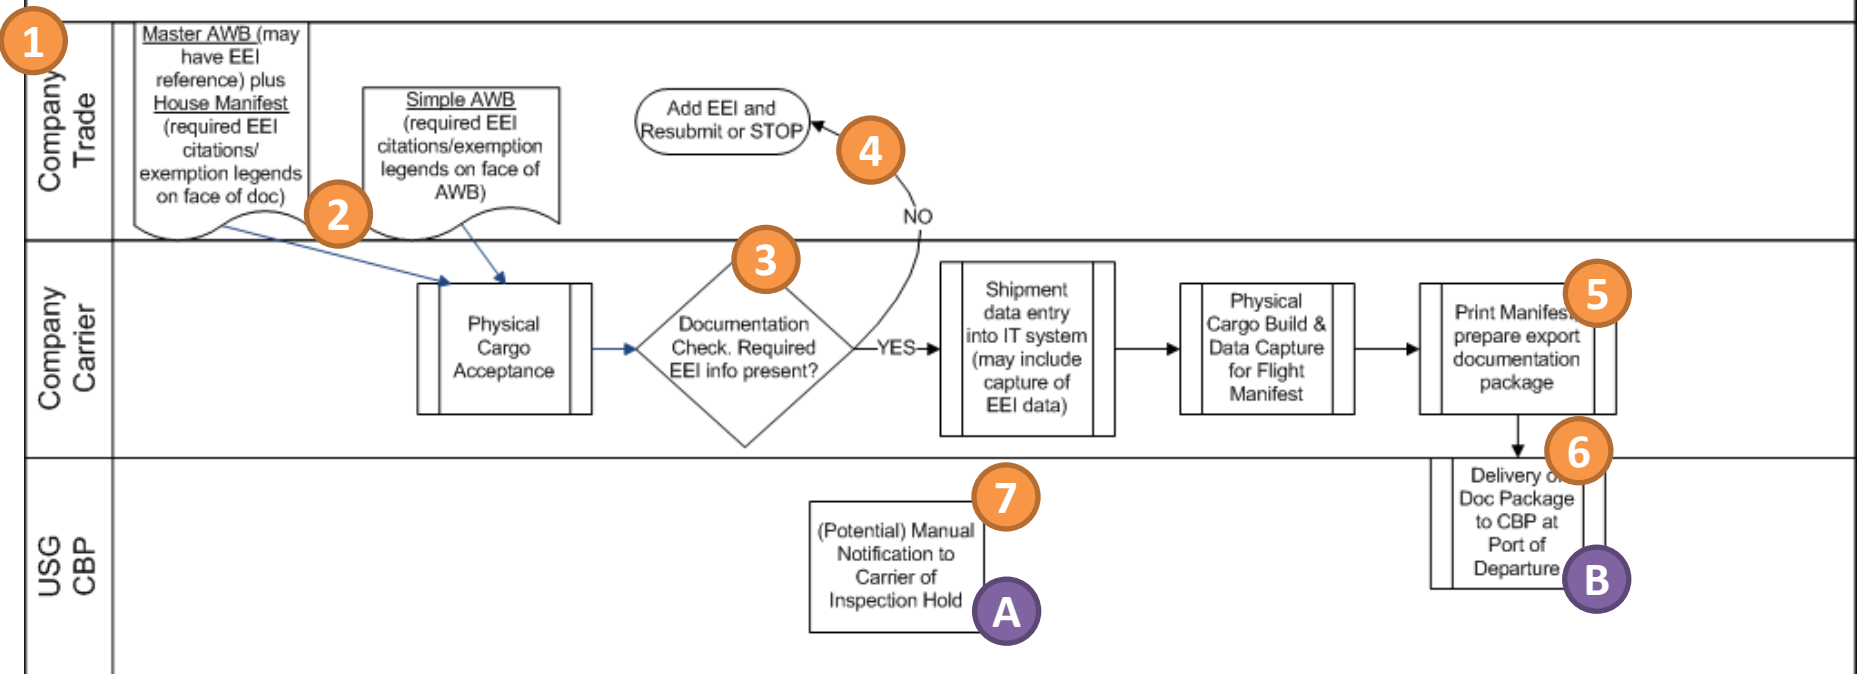 1
Company
Trade
Master AWB (may
have EEI
reference) plus
House Manifest
(required EEI
citations/
exemption legends
on face of doc)
2
Simple AWB
(required EEI
citations/exemption
legends on face of
AWB)
Add EEI and
Resubmit or STOP
4
NO
Company
Carrier
Physical
Cargo
Acceptance
3
Documentation
Check. Required
EEI info present?
YES
Shipment
data entry
into IT system
(may include
capture of
EEI data)
Physical
Cargo Build &
Data Capture
for Flight
Manifest
5
Print Manifest
prepare export
documentation
package
USG
CBP
7
(Potential) Manual
Notification to
Carrier of
Inspection Hold
A
6
Delivery of
Doc Package
to CBP at
Port of
Departure
B